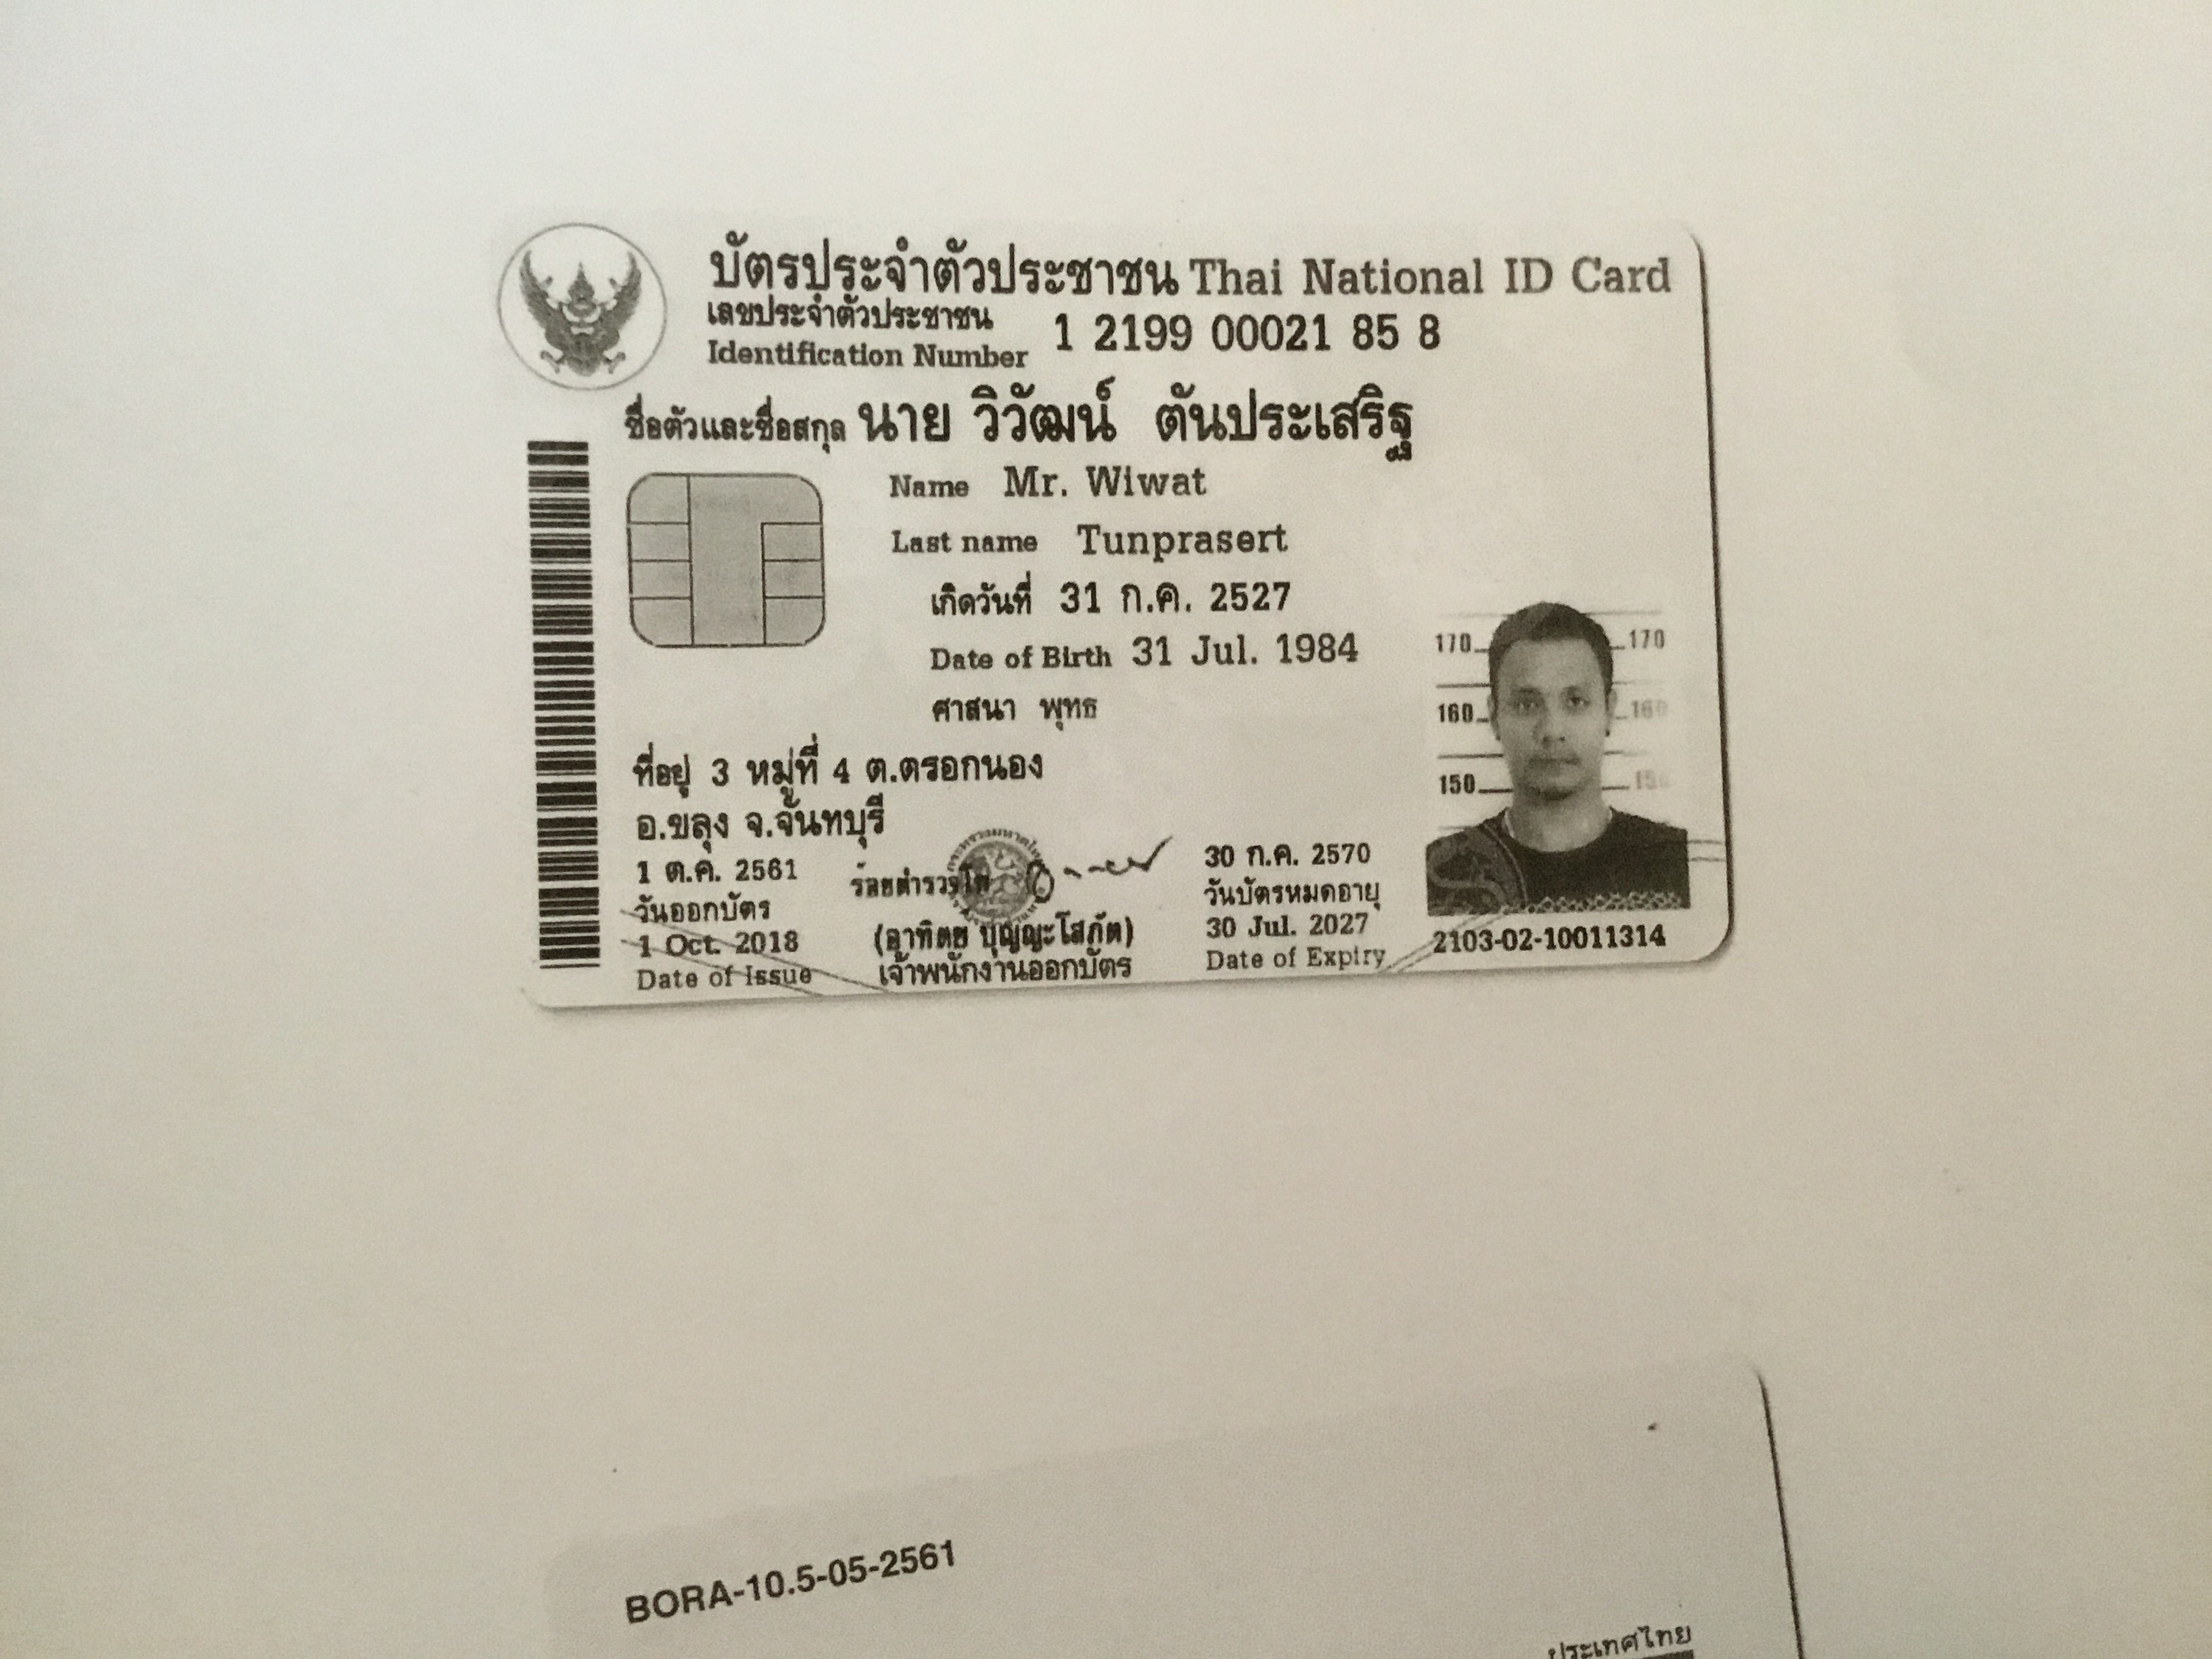 บัตรประจำตัวประชาชน Thai National ID Card
เลขประจำตัวประชาชน
Identification Number 1 2199 00021 85 8
ชื่อตัวและชื่อสกุล นาย วิวัฒน์ ตันประเสริฐ
Name Mr. Wiwat
Last name Tunprasert
เกิดวันที่ 31 ก.ค. 2527
Date of Birth 31 Jul. 1984
ศาสนา พุทธ
ที่อยู่ 3 หมู่ที่ 4 ต.ตรอกนอง
อ.ขลุง จ.จันทบุรี
1 ต.ค. 2561
วันออกบัตร
1 Oct. 2018
Date of Issue
ร้อยตำรวจโท
(อาทิตย์ บุญญะโสภัต)
เจ้าพนักงานออกบัตร
30 ก.ค. 2570
วันบัตรหมดอายุ
30 Jul. 2027
Date of Expiry
170 170
160 160
150 150
2103-02-10011314
BORA-10.5-05-2561
ประเทศไทย